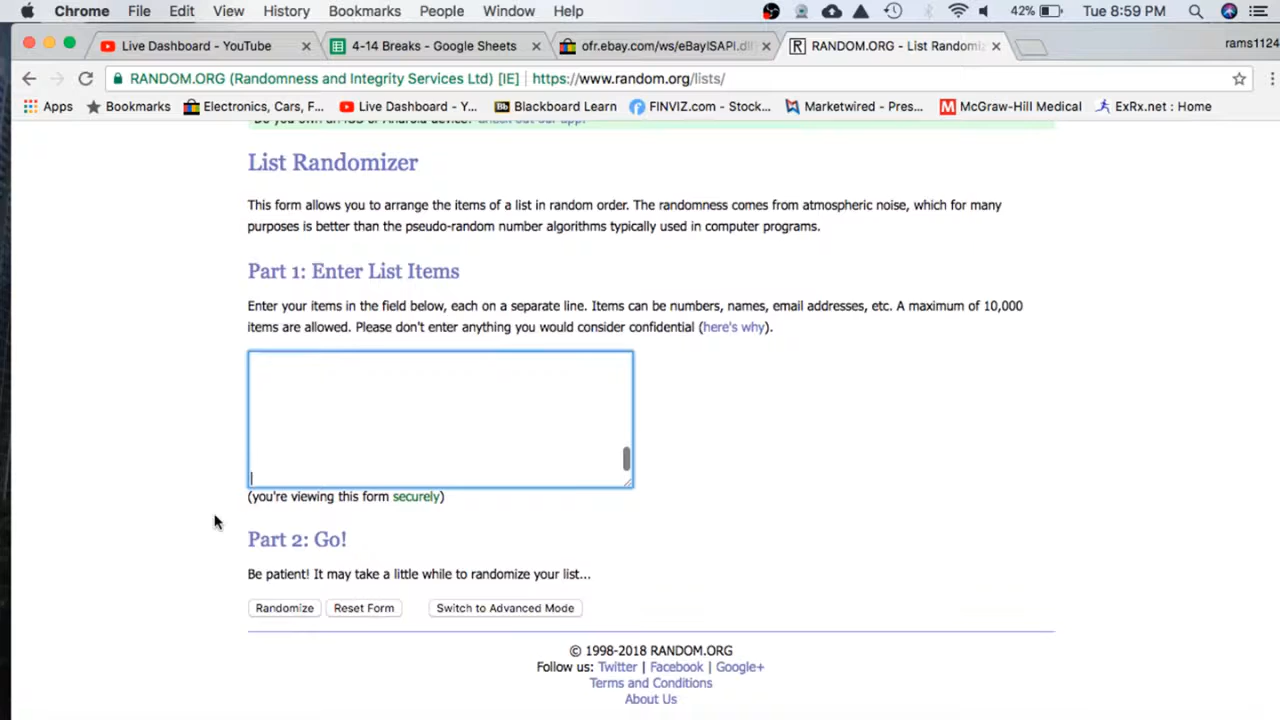 Chrome File Edit View History Bookmarks People Window Help 42% Tue 8:59 PM
Live Dashboard - YouTube 4-14 Breaks - Google Sheets ofr.ebay.com/ws/eBayISAPI.dll RANDOM.ORG - List Randomiz rams1124
RANDOM.ORG (Randomness and Integrity Services Ltd) [IE] https://www.random.org/lists/
Apps Bookmarks Electronics, Cars, F... Live Dashboard - Y... Blackboard Learn FINVIZ.com - Stock... Marketwired - Pres... McGraw-Hill Medical ExRx.net : Home
Do you own an iOS or Android device? Check out our app!
List Randomizer
This form allows you to arrange the items of a list in random order. The randomness comes from atmospheric noise, which for many
purposes is better than the pseudo-random number algorithms typically used in computer programs.
Part 1: Enter List Items
Enter your items in the field below, each on a separate line. Items can be numbers, names, email addresses, etc. A maximum of 10,000
items are allowed. Please don't enter anything you would consider confidential (here's why).
(you're viewing this form securely)
Part 2: Go!
Be patient! It may take a little while to randomize your list...
Randomize Reset Form Switch to Advanced Mode
© 1998-2018 RANDOM.ORG
Follow us: Twitter | Facebook | Google+
Terms and Conditions
About Us